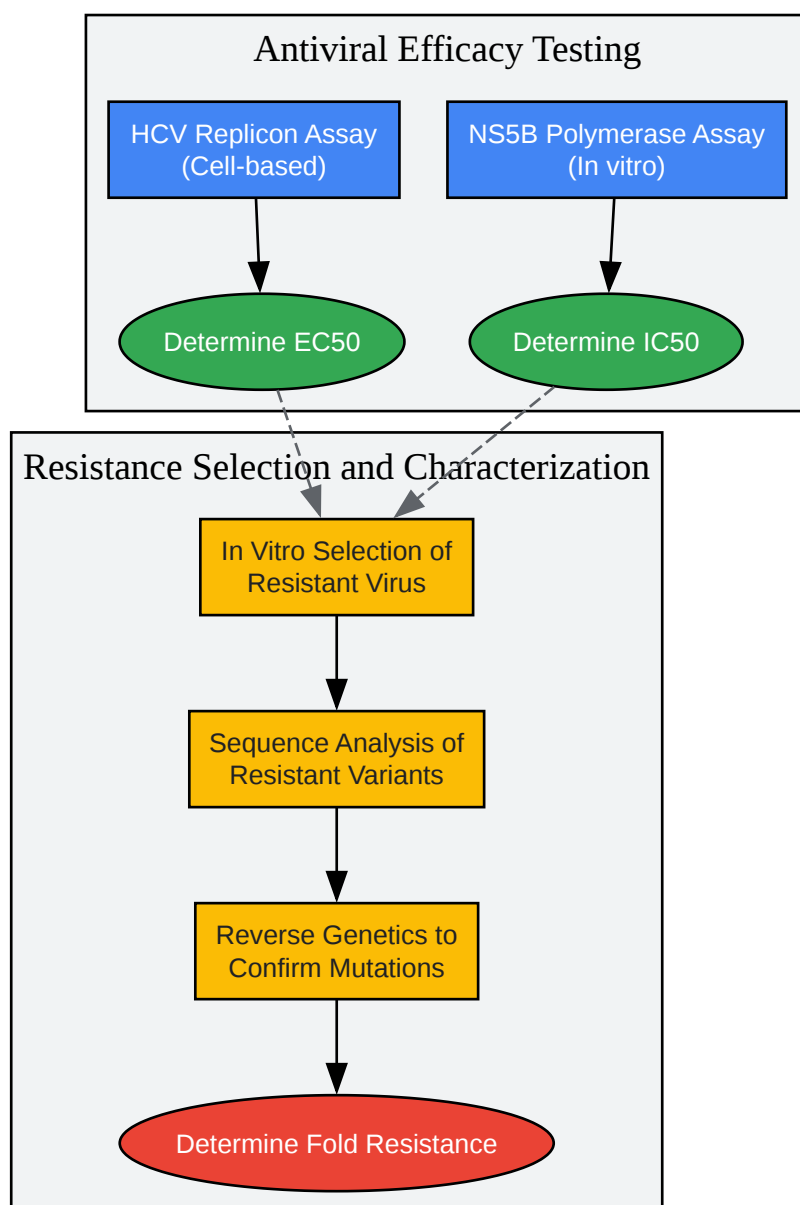 Antiviral Efficacy Testing
HCV Replicon Assay
(Cell-based)
NS5B Polymerase Assay
(In vitro)
Determine EC50
Determine IC50
Resistance Selection and Characterization
In Vitro Selection of
Resistant Virus
Sequence Analysis of
Resistant Variants
Reverse Genetics to
Confirm Mutations
Determine Fold Resistance